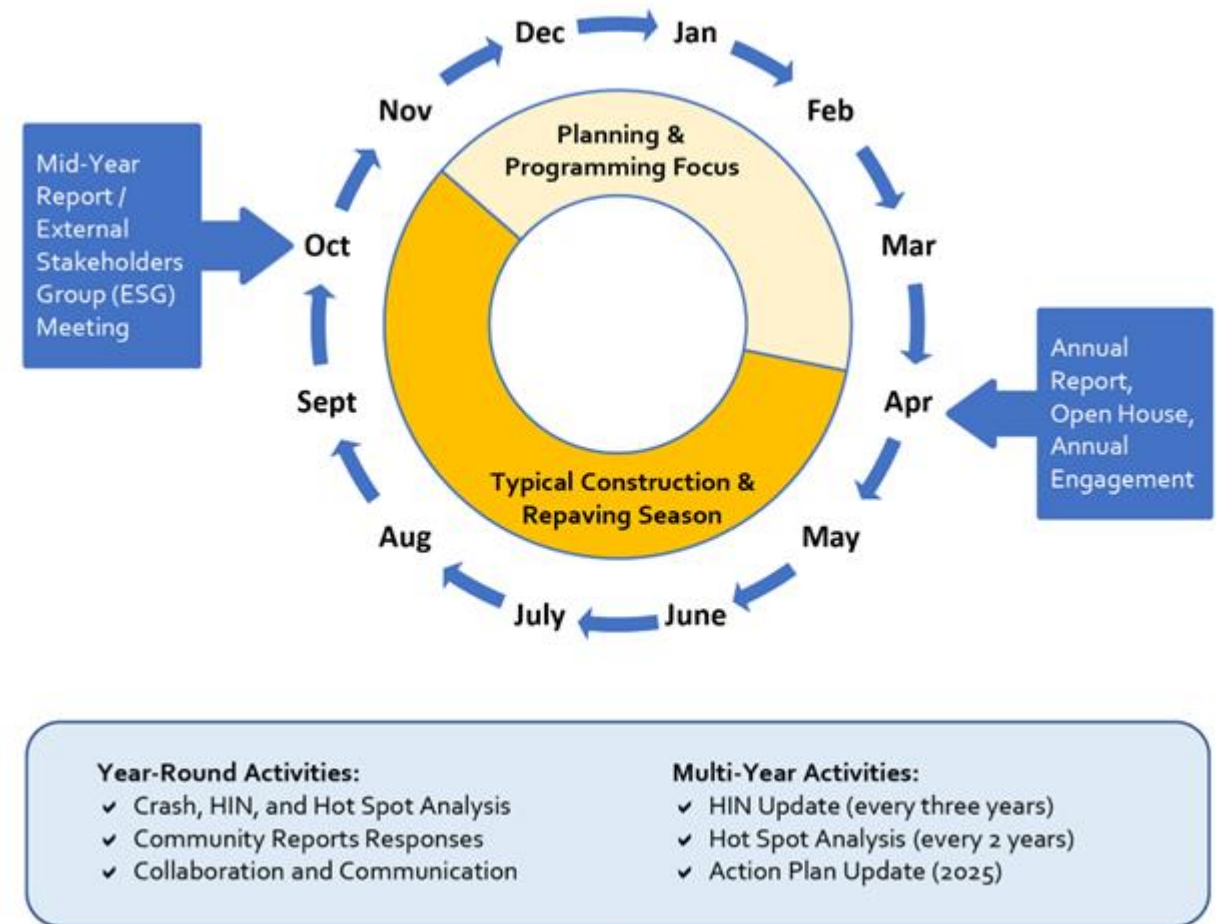 Dec
Jan
Nov
Feb
Planning &
Programming Focus
Mid-Year
Report /
External
Stakeholders
Group (ESG)
Meeting
Oct
Mar
Annual
Report,
Open House,
Annual
Engagement
Sept
Apr
Typical Construction &
Repaving Season
Aug
May
July
June
Year-Round Activities:
✔ Crash, HIN, and Hot Spot Analysis
✔ Community Reports Responses
✔ Collaboration and Communication
Multi-Year Activities:
✔ HIN Update (every three years)
✔ Hot Spot Analysis (every 2 years)
✔ Action Plan Update (2025)